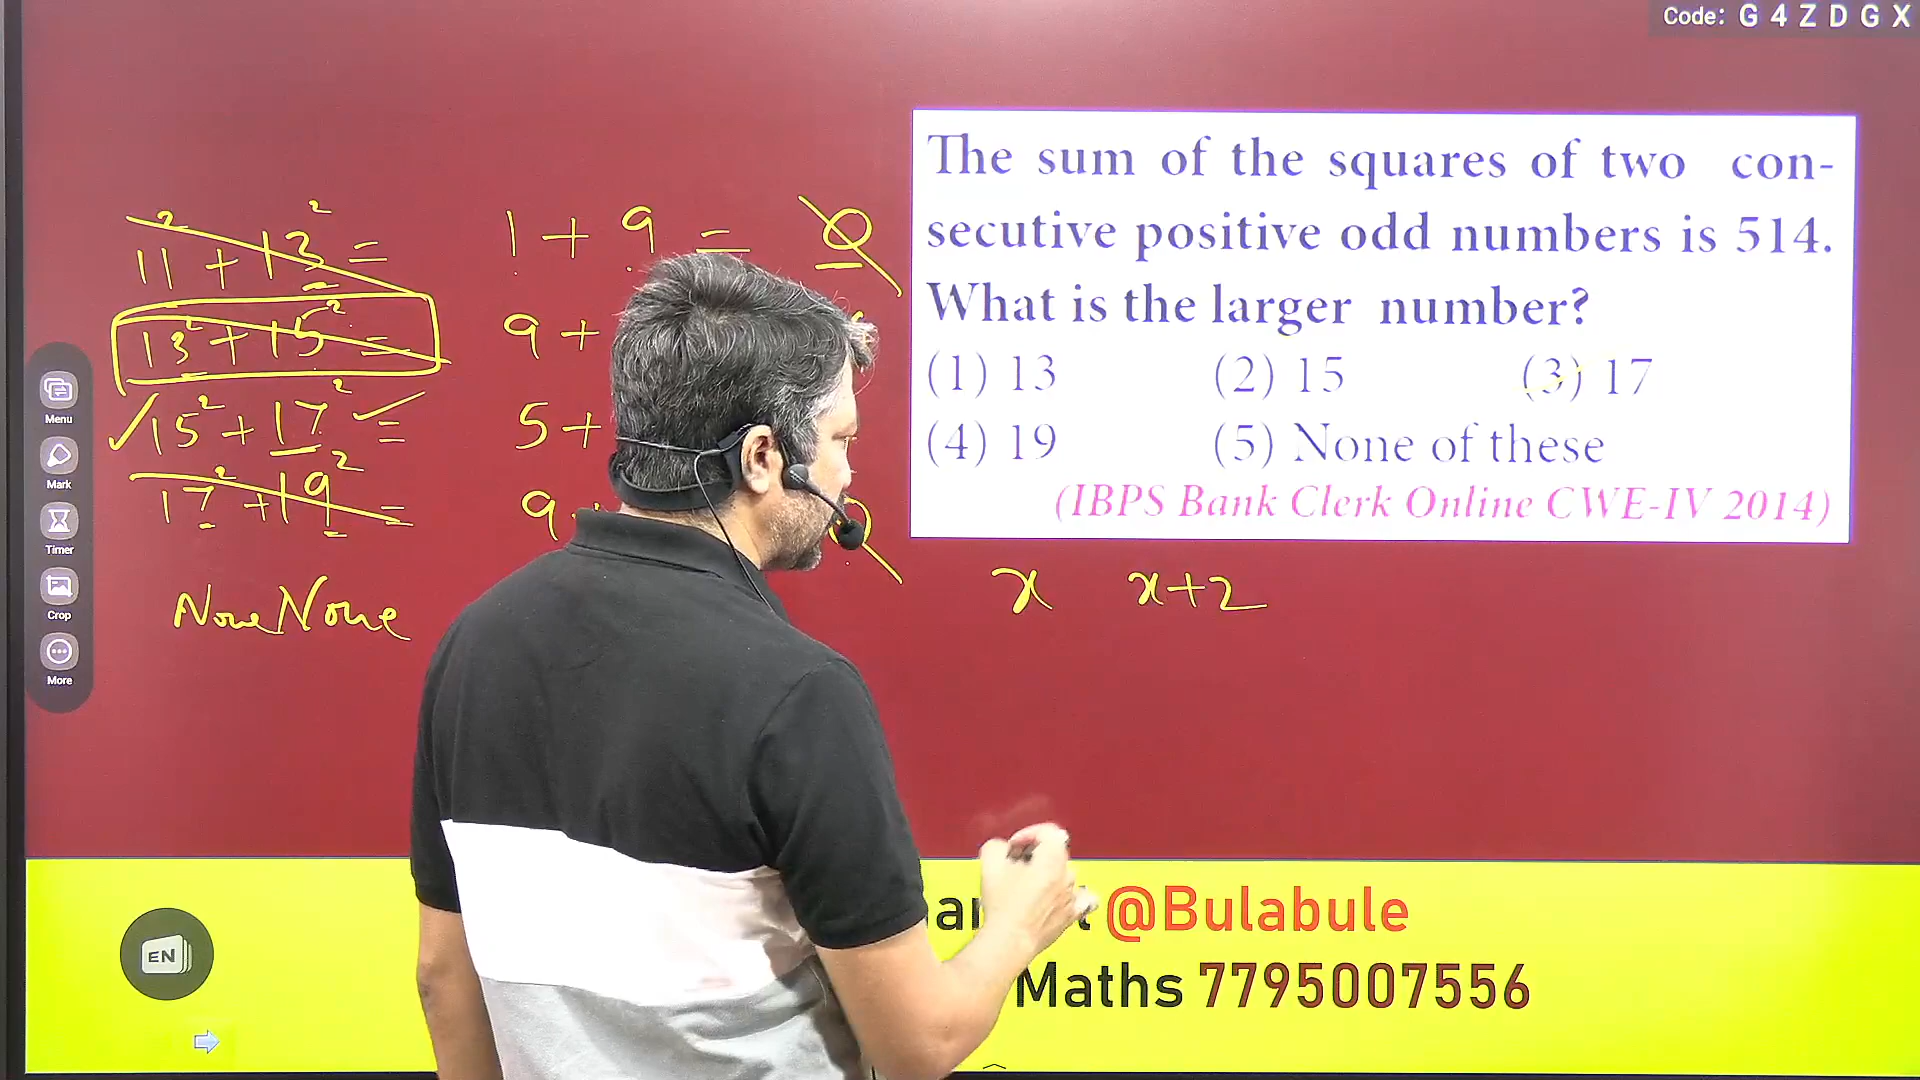 Code: G 4 Z D G X
The sum of the squares of two con-
secutive positive odd numbers is 514.
What is the larger number?
(1) 13 (2) 15 (3) 17
(4) 19 (5) None of these
(IBPS Bank Clerk Online CWE-IV 2014)
11² + 13² = 1 + 9 = 0
13² + 15² = 9 +
15² + 17² = 5 +
17² + 19² = 9
None None
x x+2
Menu
Mark
Timer
Crop
More
EN
@Bulabule
Maths 7795007556